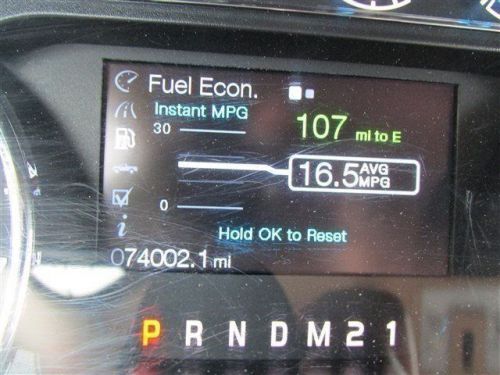 Fuel Econ.
Instant MPG
30
107 mi to E
16.5 AVG MPG
0
Hold OK to Reset
074002.1 mi
P R N D M 2 1